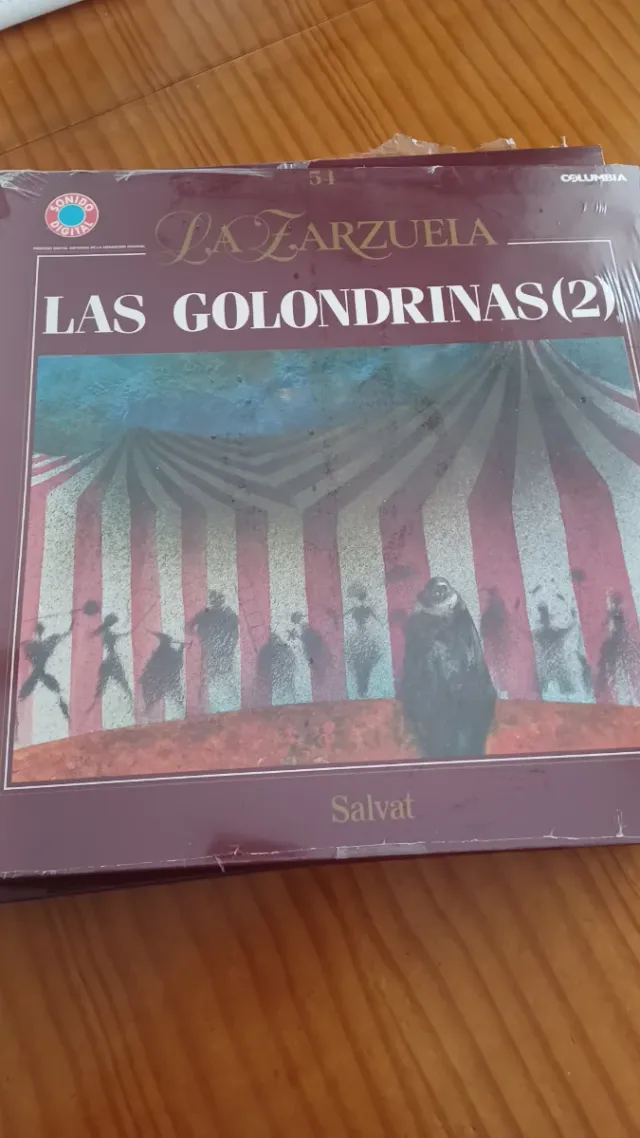 54
COLUMBIA
SONIDO
DIGITAL
LA ZARZUELA
LAS GOLONDRINAS (2)
Salvat